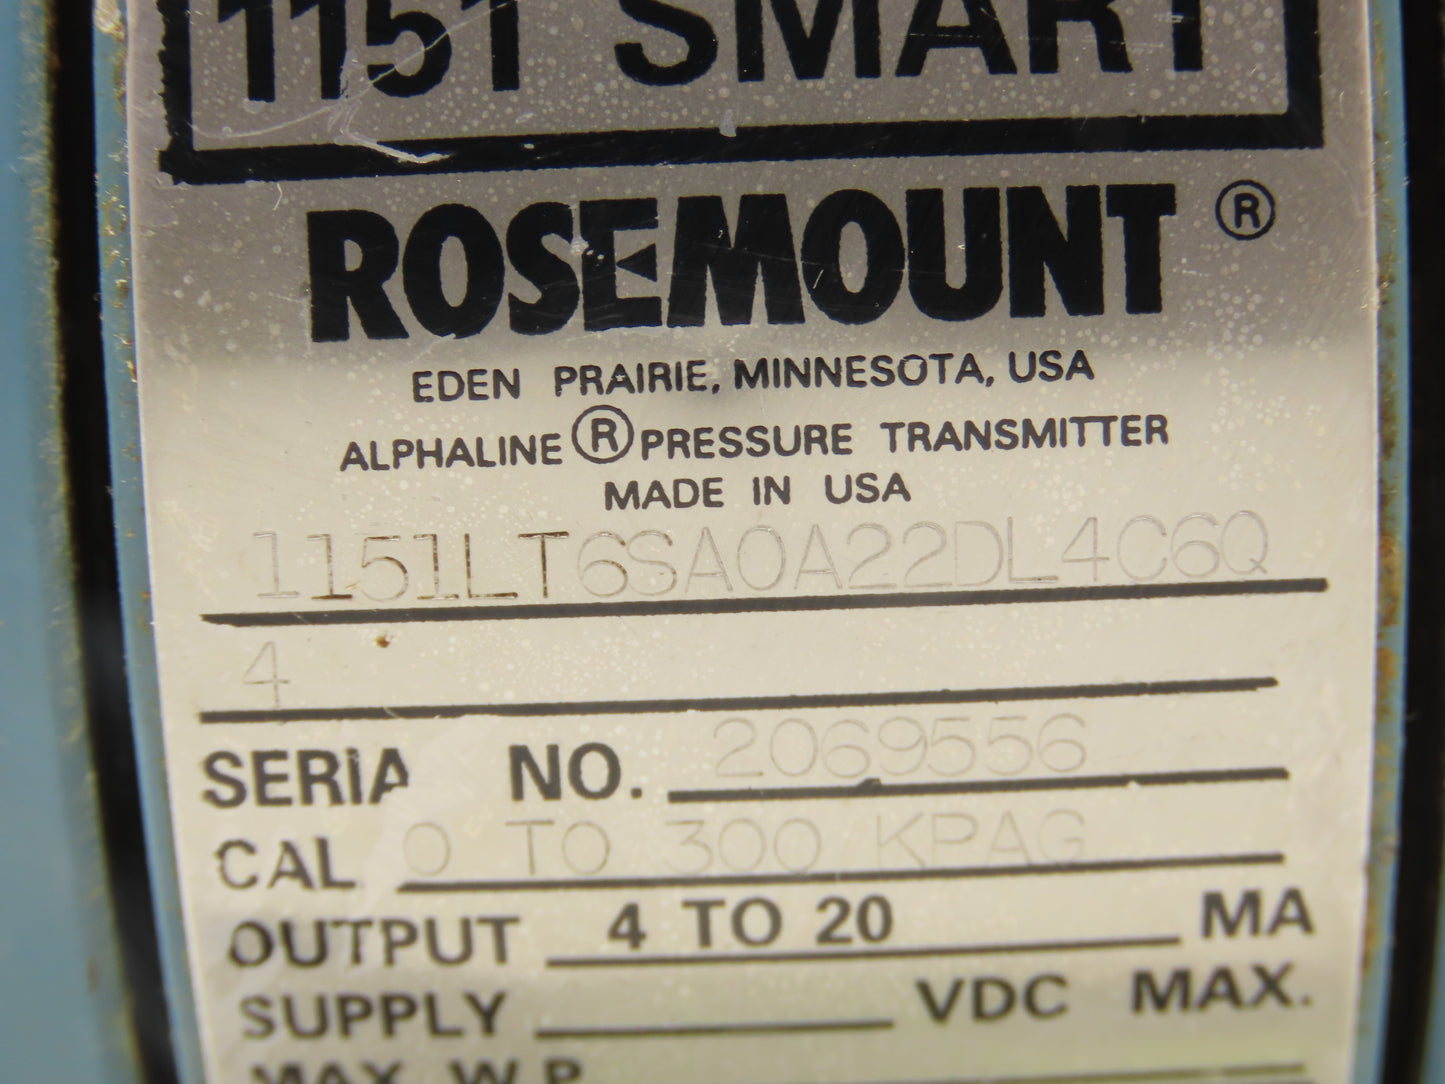 1151 SMART
ROSEMOUNT ®
EDEN PRAIRIE, MINNESOTA, USA
ALPHALINE ® PRESSURE TRANSMITTER
MADE IN USA
1151LT6SA0A22DL4C6Q
4
SERIA NO. 2069556
CAL 0 TO 300 KPAG
OUTPUT 4 TO 20 MA
SUPPLY VDC MAX.
MAX W.P.